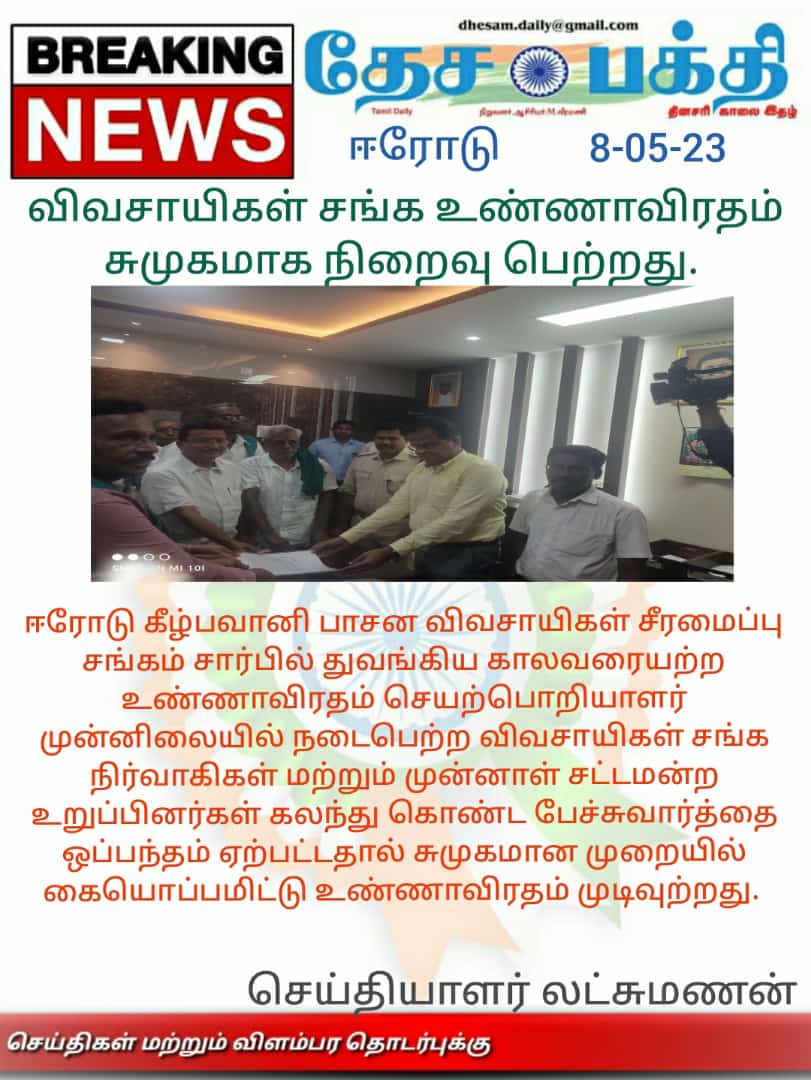 BREAKING
NEWS
dhesam.daily@gmail.com
தேச பக்தி
Tamil Daily
நிறுவனர், ஆசிரியர் M.வீரமணி
தினசரி காலை இதழ்
ஈரோடு 8-05-23
விவசாயிகள் சங்க உண்ணாவிரதம்
சுமுகமாக நிறைவு பெற்றது.
MI 10I
ஈரோடு கீழ்பவானி பாசன விவசாயிகள் சீரமைப்பு
சங்கம் சார்பில் துவங்கிய காலவரையற்ற
உண்ணாவிரதம் செயற்பொறியாளர்
முன்னிலையில் நடைபெற்ற விவசாயிகள் சங்க
நிர்வாகிகள் மற்றும் முன்னாள் சட்டமன்ற
உறுப்பினர்கள் கலந்து கொண்ட பேச்சுவார்த்தை
ஒப்பந்தம் ஏற்பட்டதால் சுமுகமான முறையில்
கையொப்பமிட்டு உண்ணாவிரதம் முடிவுற்றது.
செய்தியாளர் லட்சுமணன்
செய்திகள் மற்றும் விளம்பர தொடர்புக்கு